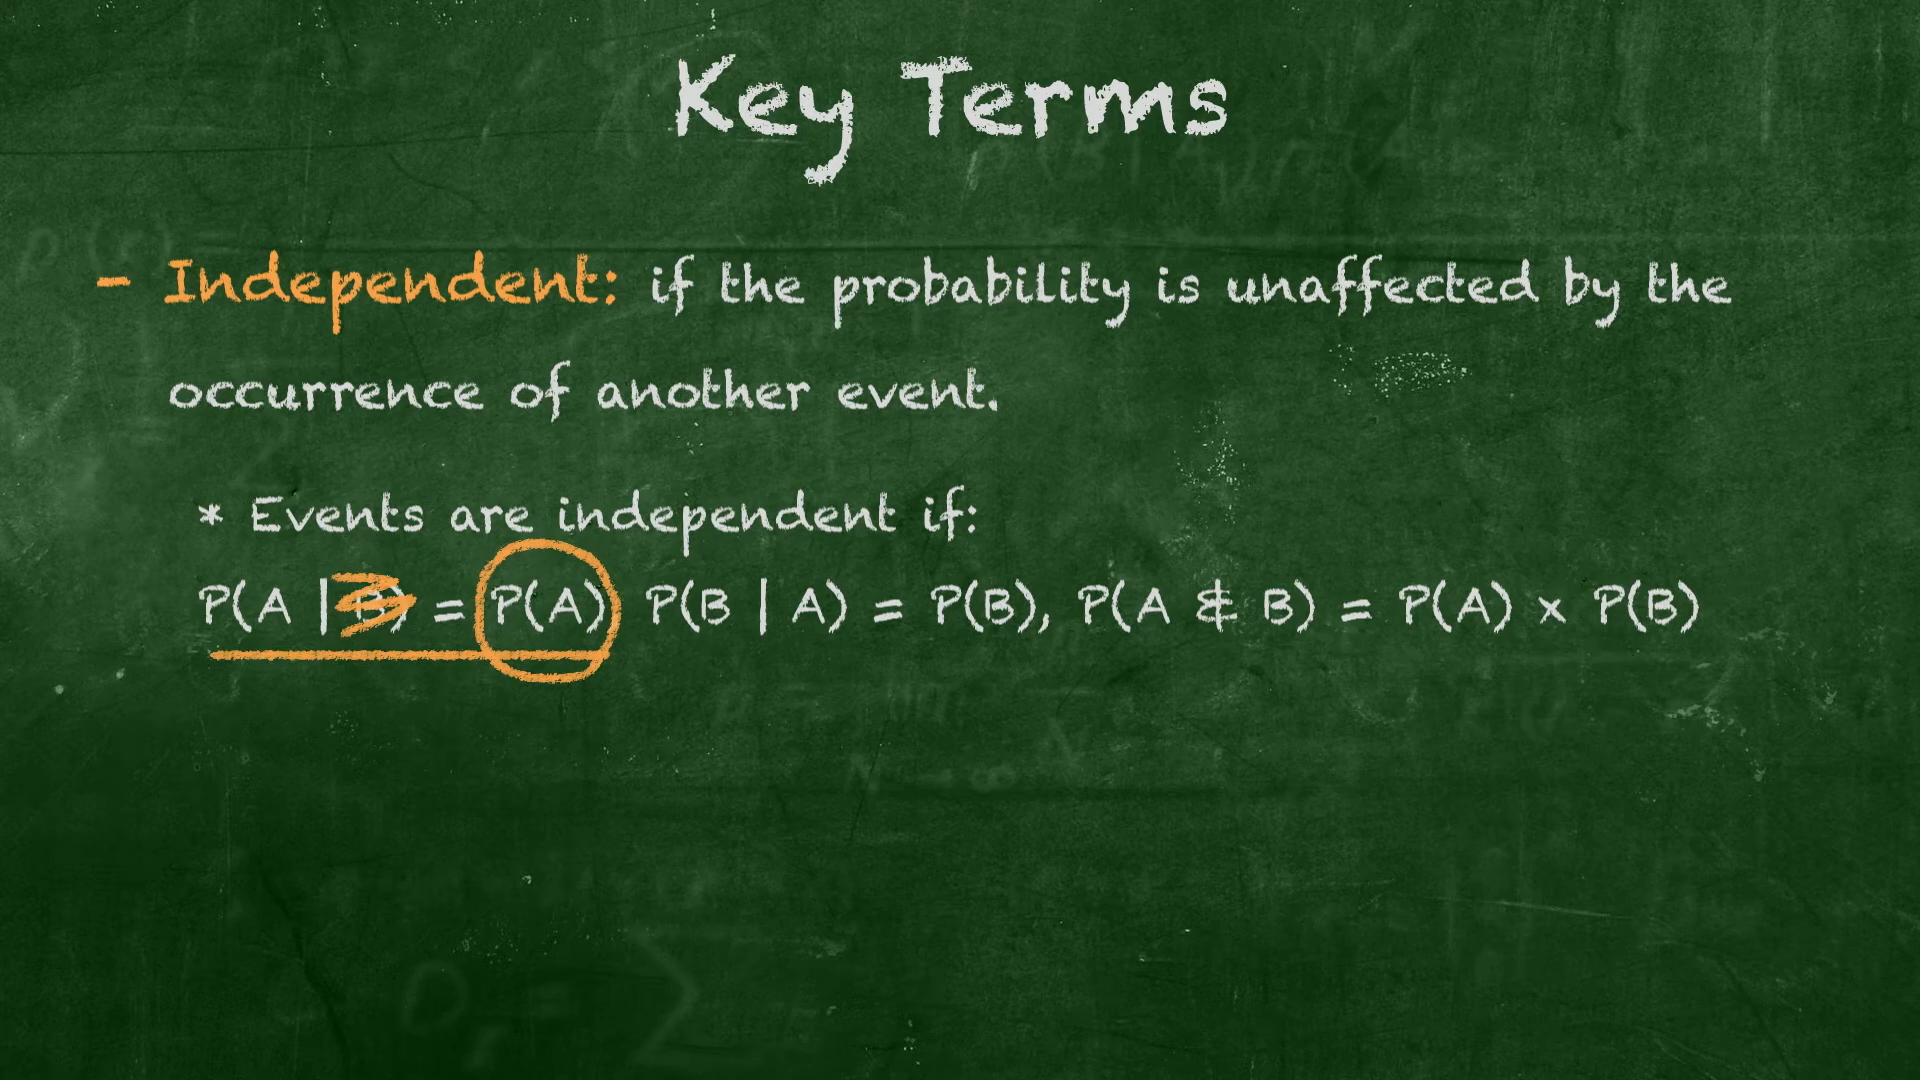 Key Terms
- Independent: if the probability is unaffected by the
occurrence of another event.
* Events are independent if:
P(A | B) = P(A) P(B | A) = P(B), P(A & B) = P(A) x P(B)